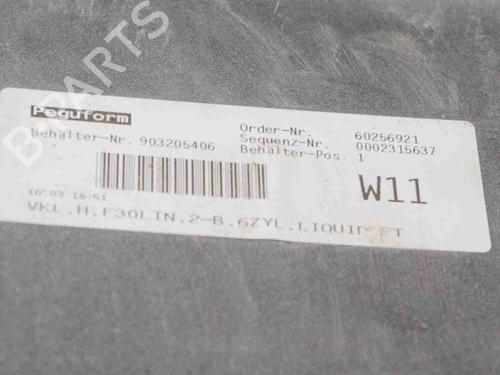 B-PARTS
Peguform
Order-Nr. 60256921
Behälter-Nr. 903205406 Sequenz-Nr. 0002315637
Behälter-Pos. 1
W11
16.03 16:51
VKL.H.F30LIN.2-B.6ZYL.LIQUID